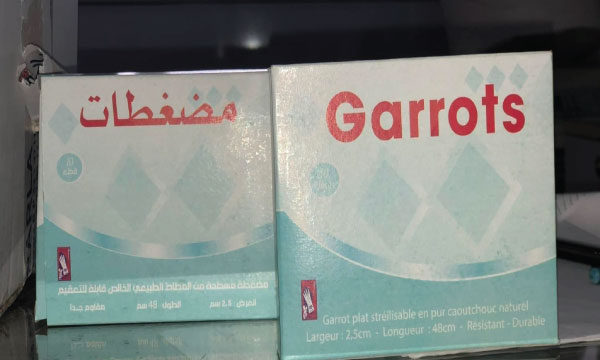 مضغطات
مضغطة مسطحة من المطاط الطبيعي الخالص قابلة للتعقيم
العرض 2,5 سم الطول 48 سم مقاوم جدا
Garrots
Garrot plat stréilisable en pur caoutchouc naturel
Largeur : 2.5cm - Longueur : 48cm - Résistant - Durable